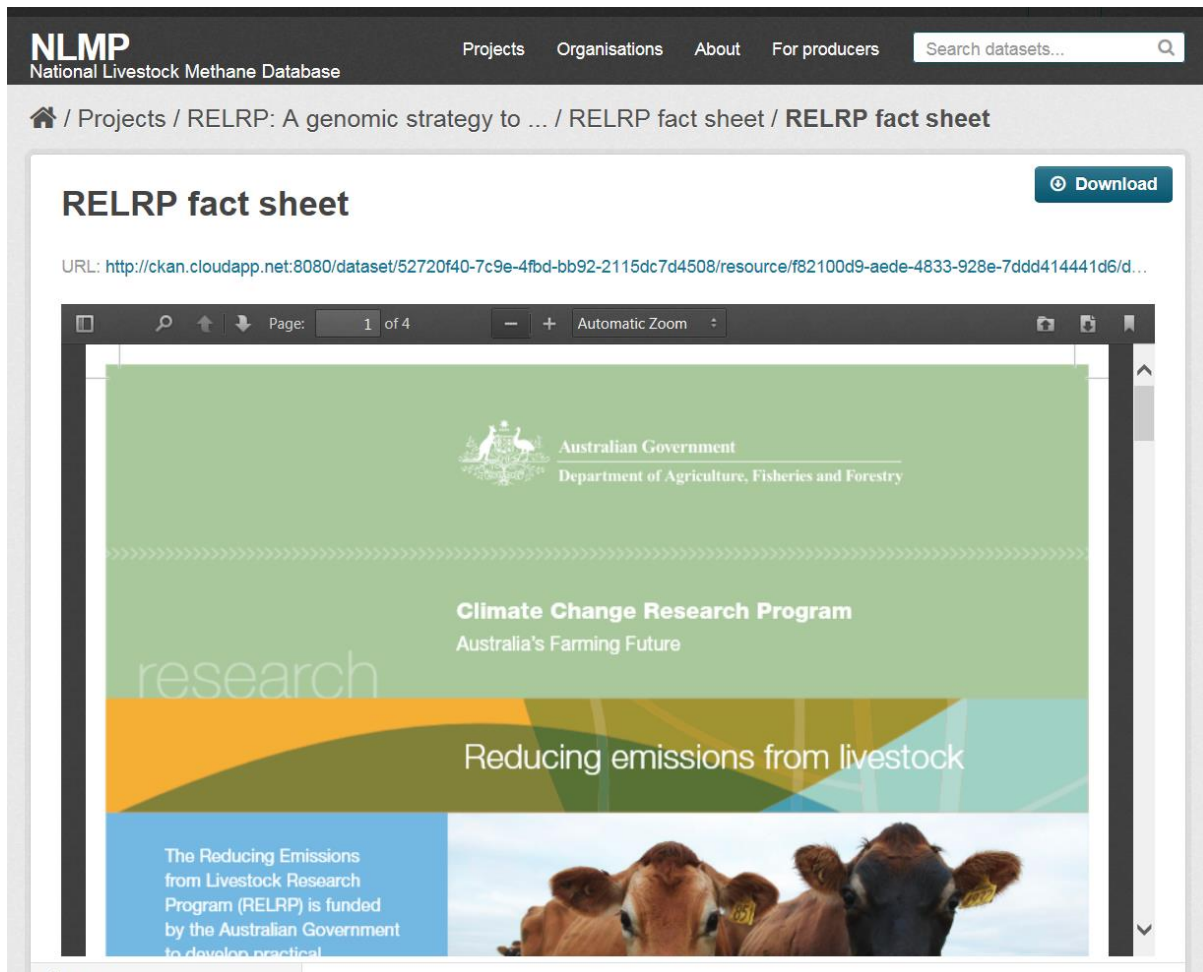 NLMP
National Livestock Methane Database
Projects Organisations About For producers Search datasets...
/ Projects / RELRP: A genomic strategy to ... / RELRP fact sheet / RELRP fact sheet
Download
RELRP fact sheet
URL: http://ckan.cloudapp.net:8080/dataset/52720f40-7c9e-4fbd-bb92-2115dc7d4508/resource/f82100d9-aede-4833-928e-7ddd414441d6/d...
Page: 1 of 4 Automatic Zoom
Australian Government
Department of Agriculture, Fisheries and Forestry
Climate Change Research Program
Australia's Farming Future
research
Reducing emissions from livestock
The Reducing Emissions
from Livestock Research
Program (RELRP) is funded
by the Australian Government
to develop practical